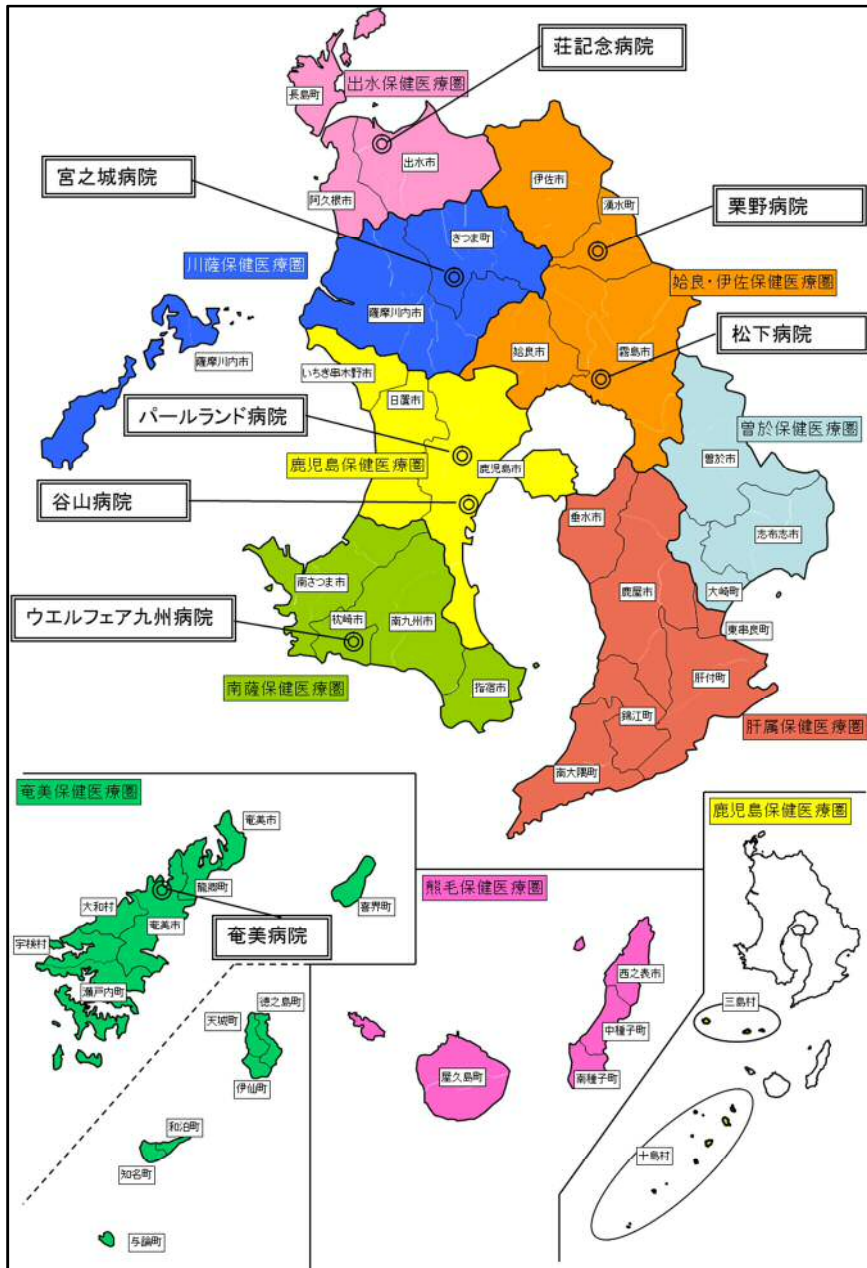 荘記念病院
出水保健医療圏
長島町
宮之城病院
出水市
伊佐市
阿久根市
湧水町
栗野病院
さつま町
川薩保健医療圏
姶良・伊佐保健医療圏
薩摩川内市
松下病院
姶良市
霧島市
薩摩川内市
いちき串木野市
日置市
パールランド病院
曽於保健医療圏
鹿児島保健医療圏
鹿児島市
曽於市
谷山病院
垂水市
志布志市
南さつま市
鹿屋市
大崎町
ウエルフェア九州病院
枕崎市
南九州市
東串良町
南薩保健医療圏
指宿市
肝付町
錦江町
肝属保健医療圏
南大隅町
奄美保健医療圏
鹿児島保健医療圏
奄美市
龍郷町
熊毛保健医療圏
大和村
喜界町
奄美市
奄美病院
宇検村
西之表市
瀬戸内町
徳之島町
三島村
天城町
中種子町
屋久島町
南種子町
伊仙町
和泊町
十島村
知名町
与論町